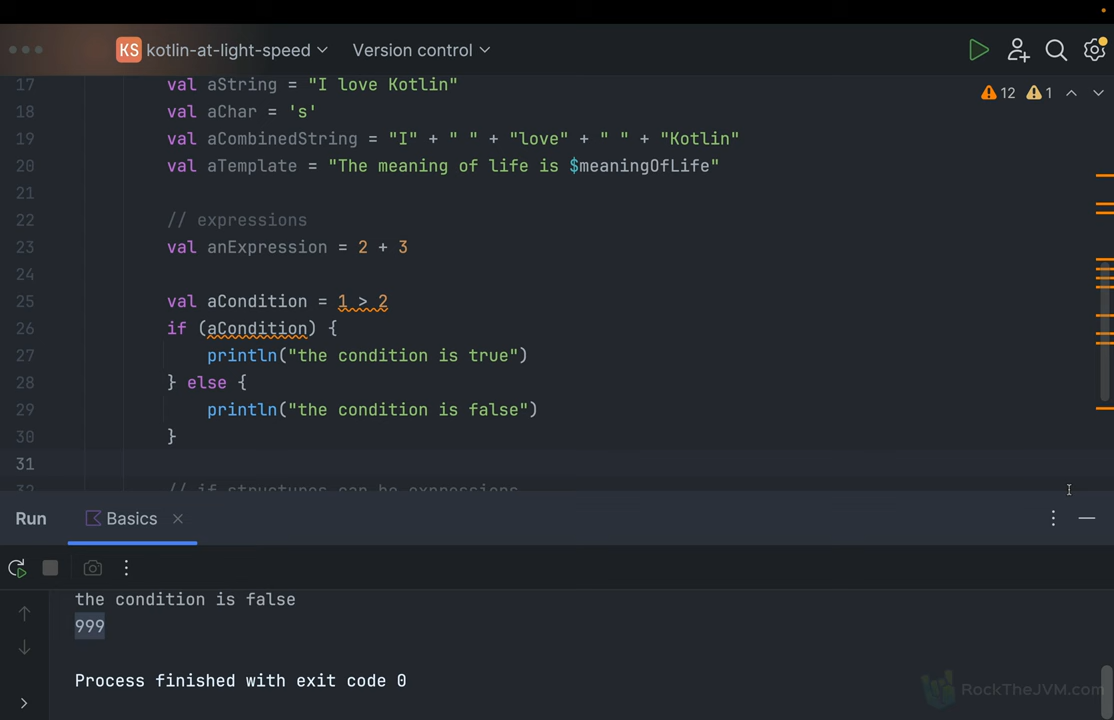 KS kotlin-at-light-speed Version control
12 1
17 val aString = "I love Kotlin"
18 val aChar = 's'
19 val aCombinedString = "I" + " " + "love" + " " + "Kotlin"
20 val aTemplate = "The meaning of life is $meaningOfLife"
21
22 // expressions
23 val anExpression = 2 + 3
24
25 val aCondition = 1 > 2
26 if (aCondition) {
27 println("the condition is true")
28 } else {
29 println("the condition is false")
30 }
31
32 // if structures can be expressions
Run Basics
the condition is false
999
Process finished with exit code 0
RockTheJVM.com